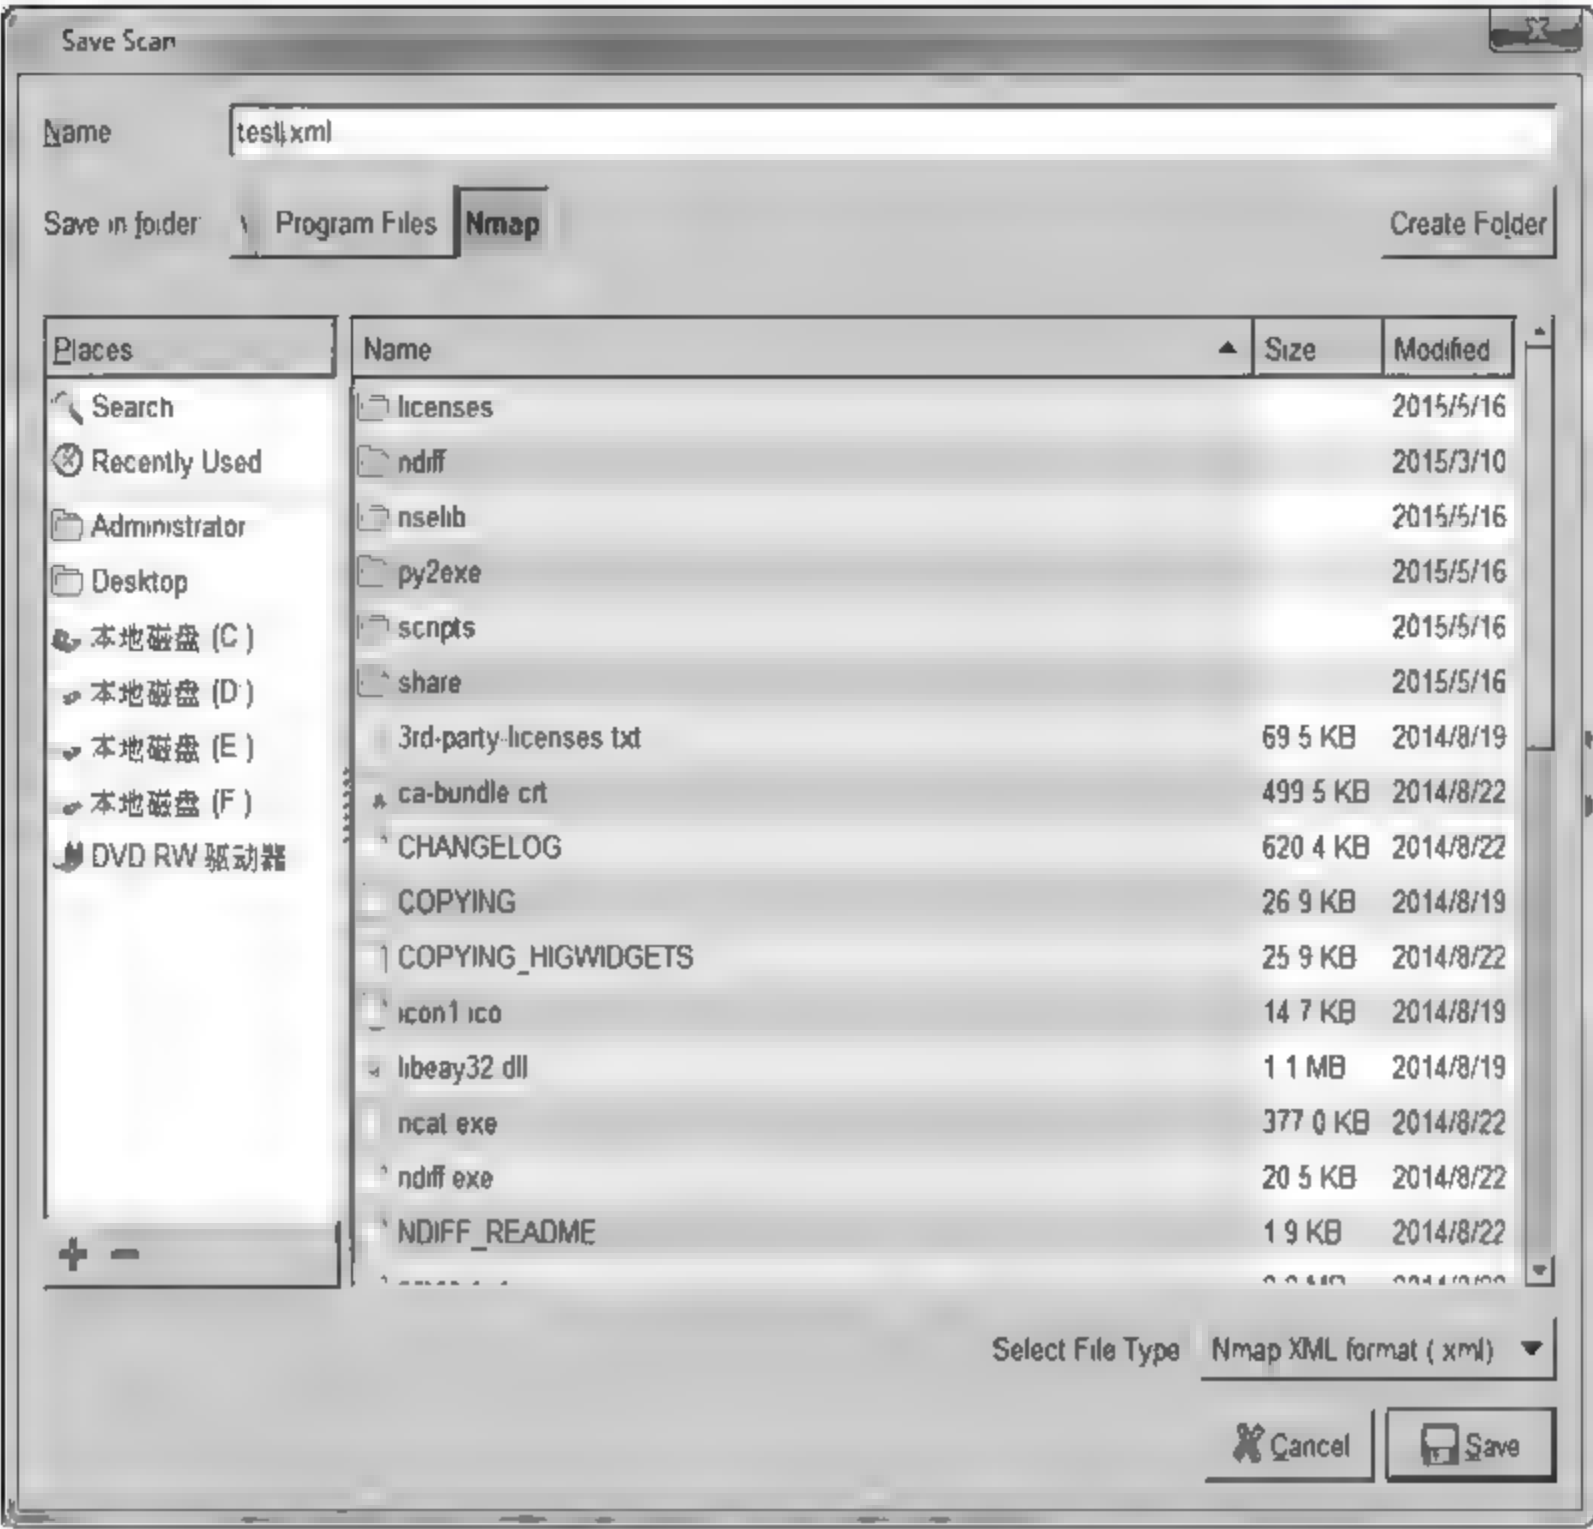 Save Scan
Name test.xml
Save in folder: \ Program Files Nmap Create Folder
Places
Search
Recently Used
Administrator
Desktop
本地磁盘 (C:)
本地磁盘 (D:)
本地磁盘 (E:)
本地磁盘 (F:)
DVD RW 驱动器
Name Size Modified
licenses 2015/5/16
ndiff 2015/3/10
nselib 2015/5/16
py2exe 2015/5/16
scripts 2015/5/16
share 2015/5/16
3rd-party-licenses.txt 69.5 KB 2014/8/19
ca-bundle.crt 499.5 KB 2014/8/22
CHANGELOG 620.4 KB 2014/8/22
COPYING 26.9 KB 2014/8/19
COPYING_HIGWIDGETS 25.9 KB 2014/8/22
icon1.ico 14.7 KB 2014/8/19
libeay32.dll 1.1 MB 2014/8/19
ncat.exe 377.0 KB 2014/8/22
ndiff.exe 20.5 KB 2014/8/22
NDIFF_README 1.9 KB 2014/8/22
Select File Type Nmap XML format (.xml)
Cancel Save